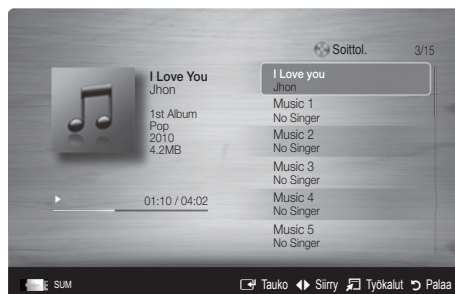 Soittol. 3/15
I Love You
Jhon
1st Album
Pop
2010
4.2MB
01:10 / 04:02
I Love you
Jhon
Music 1
No Singer
Music 2
No Singer
Music 3
No Singer
Music 4
No Singer
Music 5
No Singer
SUM Tauko Siirry Työkalut Palaa